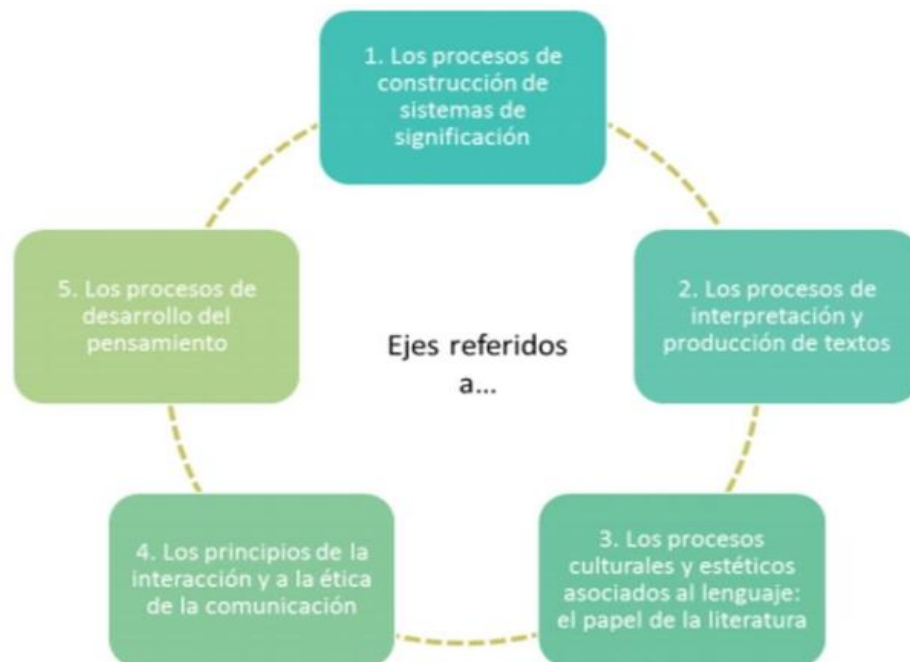 1. Los procesos de
construcción de
sistemas de
significación
2. Los procesos de
interpretación y
producción de textos
3. Los procesos
culturales y estéticos
asociados al lenguaje:
el papel de la literatura
4. Los principios de la
interacción y a la ética
de la comunicación
5. Los procesos de
desarrollo del
pensamiento
Ejes referidos
a...